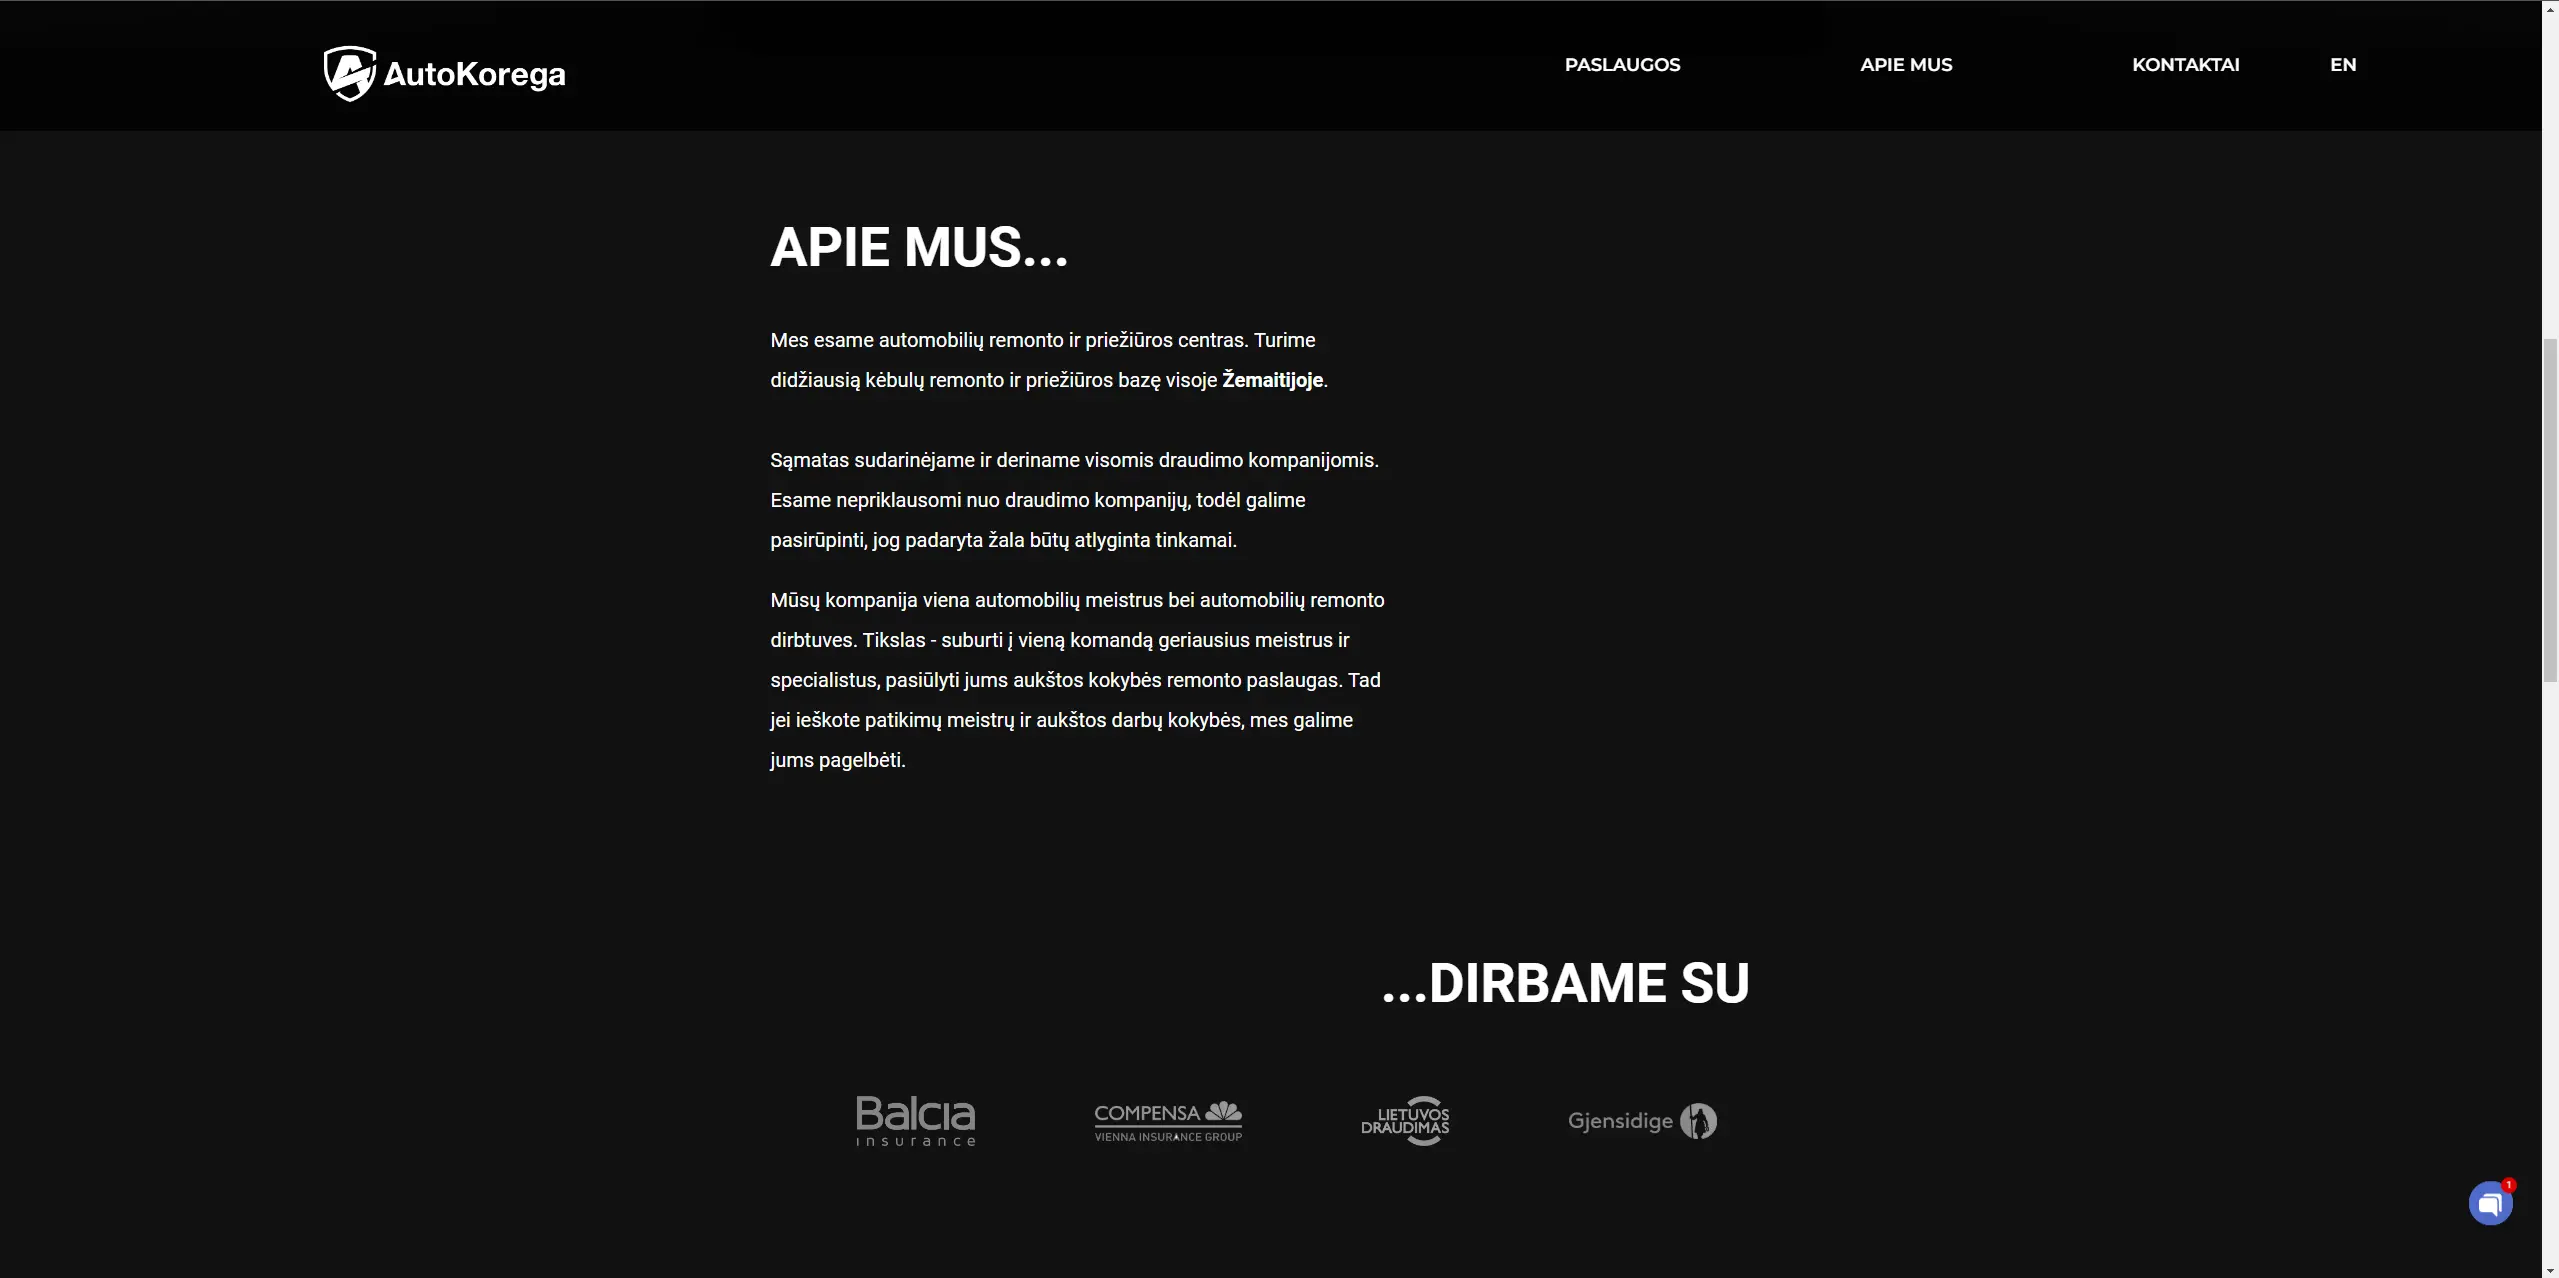 AutoKorega
PASLAUGOS
APIE MUS
KONTAKTAI
EN
APIE MUS...
Mes esame automobilių remonto ir priežiūros centras. Turime
didžiausią kėbulų remonto ir priežiūros bazę visoje Žemaitijoje.
Sąmatas sudarinėjame ir deriname visomis draudimo kompanijomis.
Esame nepriklausomi nuo draudimo kompanijų, todėl galime
pasirūpinti, jog padaryta žala būtų atlyginta tinkamai.
Mūsų kompanija viena automobilių meistrus bei automobilių remonto
dirbtuves. Tikslas - suburti į vieną komandą geriausius meistrus ir
specialistus, pasiūlyti jums aukštos kokybės remonto paslaugas. Tad
jei ieškote patikimų meistrų ir aukštos darbų kokybės, mes galime
jums pagelbėti.
...DIRBAME SU
Balcia
insurance
COMPENSA
VIENNA INSURANCE GROUP
LIETUVOS
DRAUDIMAS
Gjensidige
1